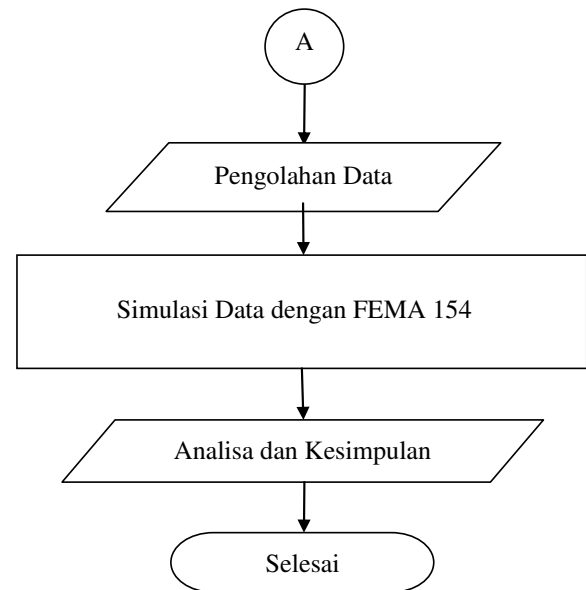 A
Pengolahan Data
Simulasi Data dengan FEMA 154
Analisa dan Kesimpulan
Selesai